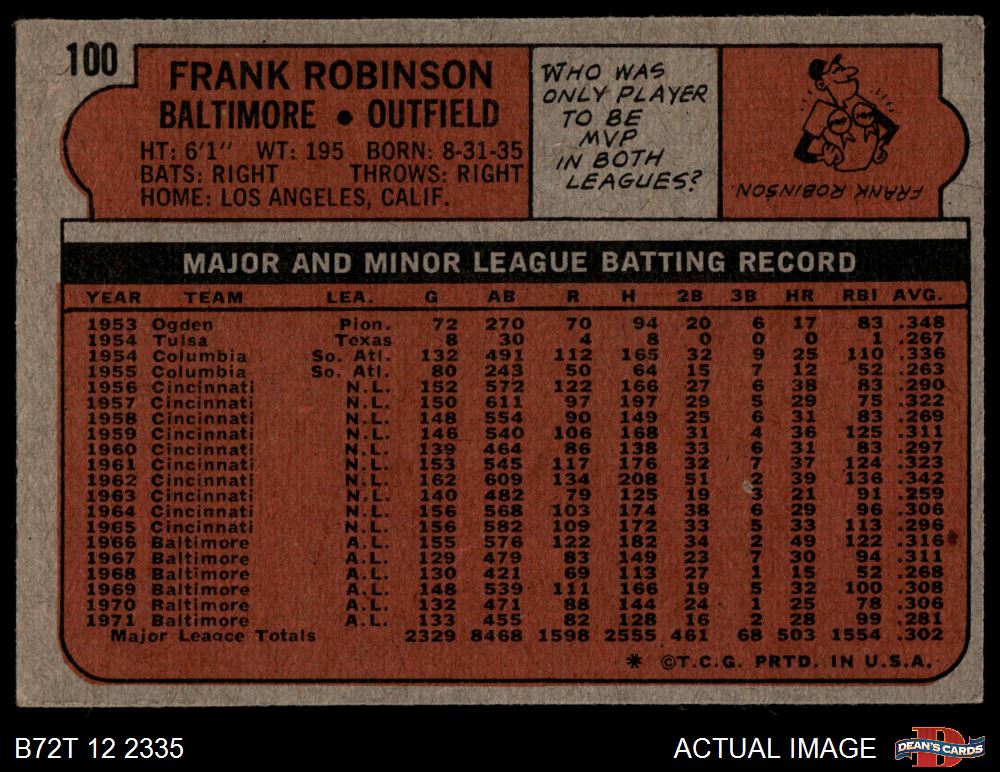 100
FRANK ROBINSON
BALTIMORE • OUTFIELD
HT: 6'1" WT: 195 BORN: 8-31-35
BATS: RIGHT THROWS: RIGHT
HOME: LOS ANGELES, CALIF.
WHO WAS
ONLY PLAYER
TO BE
MVP
IN BOTH
LEAGUES?
FRANK ROBINSON
MAJOR AND MINOR LEAGUE BATTING RECORD
YEAR TEAM LEA. G AB R H 2B 3B HR RBI AVG.
1953 Ogden Pion. 72 270 70 94 20 6 17 83 .348
1954 Tulsa Texas 8 30 4 8 0 0 0 1 .267
1954 Columbia So. Atl. 132 491 112 165 32 9 25 110 .336
1955 Columbia So. Atl. 80 243 50 64 15 7 12 52 .263
1956 Cincinnati N.L. 152 572 122 166 27 6 38 83 .290
1957 Cincinnati N.L. 150 611 97 197 29 5 29 75 .322
1958 Cincinnati N.L. 148 554 90 149 25 6 31 83 .269
1959 Cincinnati N.L. 146 540 106 168 31 4 36 125 .311
1960 Cincinnati N.L. 139 464 86 138 33 6 31 83 .297
1961 Cincinnati N.L. 153 545 117 176 32 7 37 124 .323
1962 Cincinnati N.L. 162 609 134 208 51 2 39 136 .342
1963 Cincinnati N.L. 140 482 79 125 19 3 21 91 .259
1964 Cincinnati N.L. 156 568 103 174 38 6 29 96 .306
1965 Cincinnati N.L. 156 582 109 172 33 5 33 113 .296
1966 Baltimore A.L. 155 576 122 182 34 2 49 122 .316
1967 Baltimore A.L. 129 479 83 149 23 7 30 94 .311
1968 Baltimore A.L. 130 421 69 113 27 1 15 52 .268
1969 Baltimore A.L. 148 539 111 166 19 5 32 100 .308
1970 Baltimore A.L. 132 471 88 144 24 1 25 78 .306
1971 Baltimore A.L. 133 455 82 128 16 2 28 99 .281
Major League Totals 2329 8468 1598 2555 461 68 503 1554 .302
* ©T.C.G. PRTD. IN U.S.A.
B72T 12 2335
ACTUAL IMAGE
DEAN'S CARDS